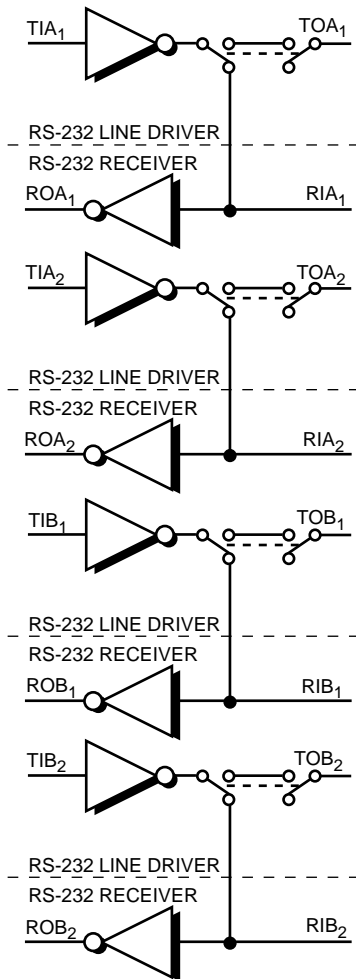 TIA1 TOA1
RS-232 LINE DRIVER
RS-232 RECEIVER
ROA1 RIA1
TIA2 TOA2
RS-232 LINE DRIVER
RS-232 RECEIVER
ROA2 RIA2
TIB1 TOB1
RS-232 LINE DRIVER
RS-232 RECEIVER
ROB1 RIB1
TIB2 TOB2
RS-232 LINE DRIVER
RS-232 RECEIVER
ROB2 RIB2